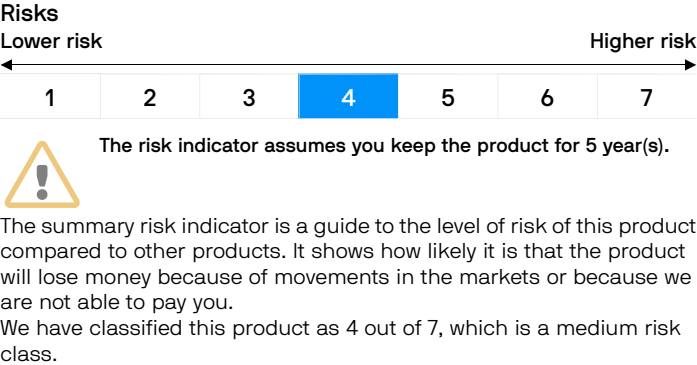 Risks
Lower risk Higher risk
1 2 3 4 5 6 7
The risk indicator assumes you keep the product for 5 year(s).
The summary risk indicator is a guide to the level of risk of this product
compared to other products. It shows how likely it is that the product
will lose money because of movements in the markets or because we
are not able to pay you.
We have classified this product as 4 out of 7, which is a medium risk
class.